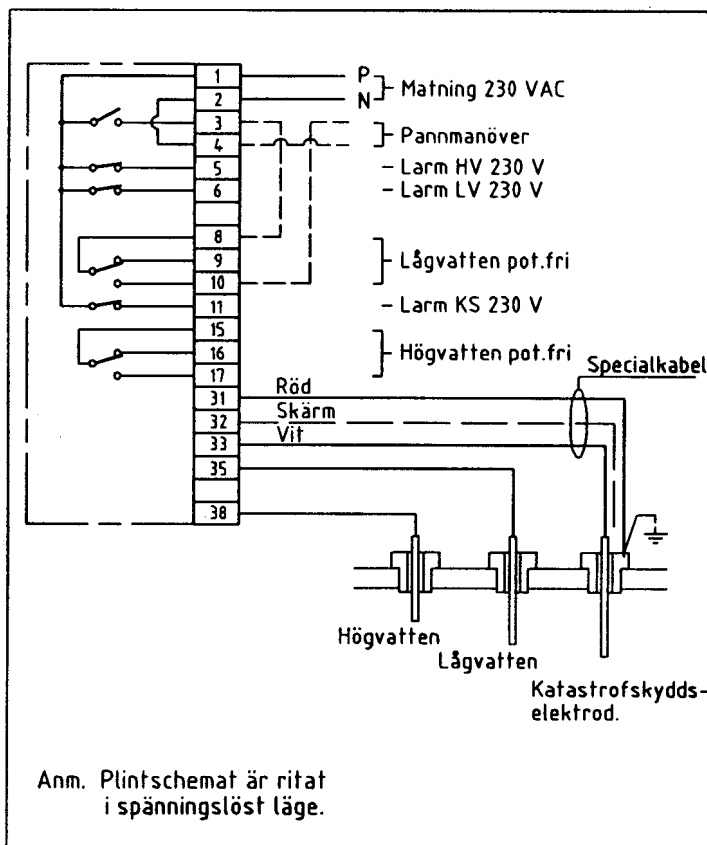 1
P
2
N
Matning 230 VAC
3
4
Pannmanöver
5
- Larm HV 230 V
6
- Larm LV 230 V
8
9
Lågvatten pot.fri
10
11
- Larm KS 230 V
15
16
Högvatten pot.fri
17
Specialkabel
31
Röd
32
Skärm
33
Vit
35
38
Högvatten
Lågvatten
Katastrofskydds-
elektrod.
Anm. Plintschemat är ritat
i spänningslöst läge.